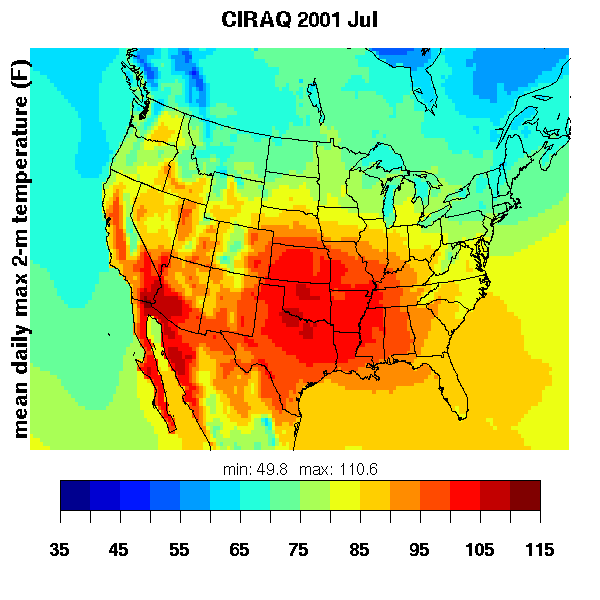 CIRAQ 2001 Jul
mean daily max 2-m temperature (F)
min: 49.8 max: 110.6
35 45 55 65 75 85 95 105 115